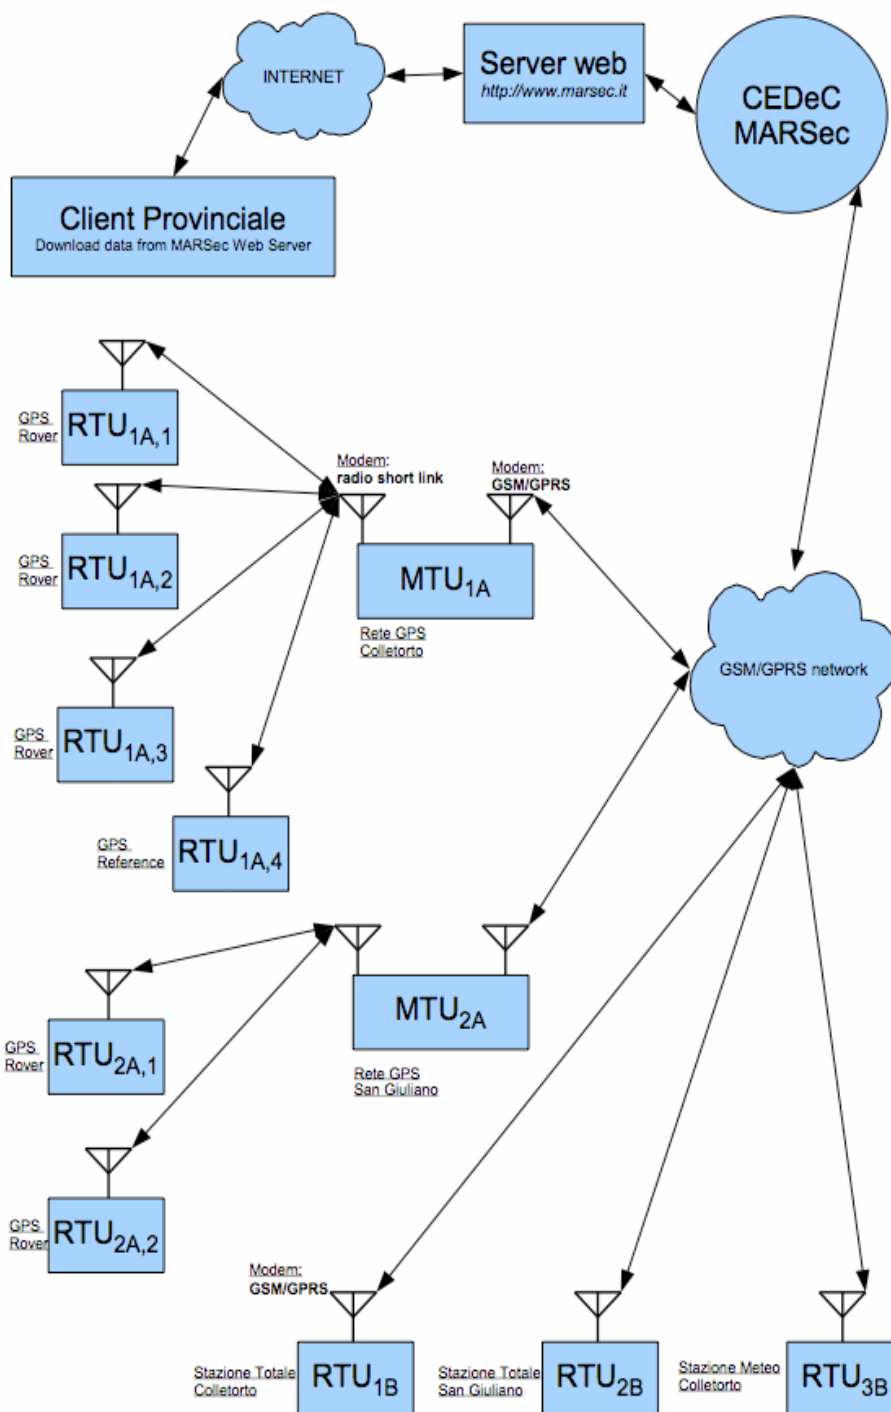 INTERNET
Server web
http://www.marsec.it
CEDeC
MARSec
Client Provinciale
Download data from MARSec Web Server
GPS
Rover
RTU1A,1
Modem:
radio short link
Modem:
GSM/GPRS
GPS
Rover
RTU1A,2
MTU1A
Rete GPS
Colletorto
GSM/GPRS network
GPS
Rover
RTU1A,3
GPS
Reference
RTU1A,4
MTU2A
Rete GPS
San Giuliano
GPS
Rover
RTU2A,1
GPS
Rover
RTU2A,2
Modem:
GSM/GPRS
Stazione Totale
Colletorto
RTU1B
Stazione Totale
San Giuliano
RTU2B
Stazione Meteo
Colletorto
RTU3B